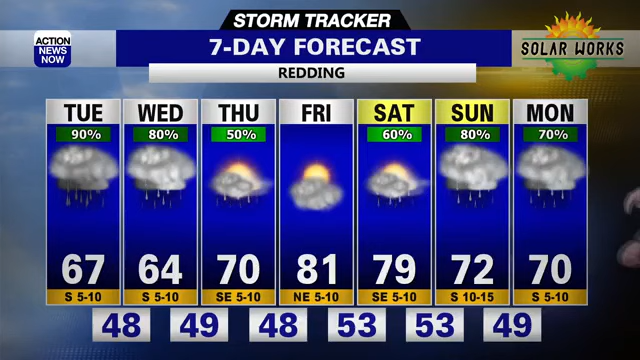 STORM TRACKER
ACTION
NEWS
NOW
7-DAY FORECAST
SOLAR WORKS
REDDING
TUE WED THU FRI SAT SUN MON
90% 80% 50% 60% 80% 70%
67 64 70 81 79 72 70
S 5-10 S 5-10 SE 5-10 NE 5-10 SE 5-10 S 10-15 S 5-10
48 49 48 53 53 49